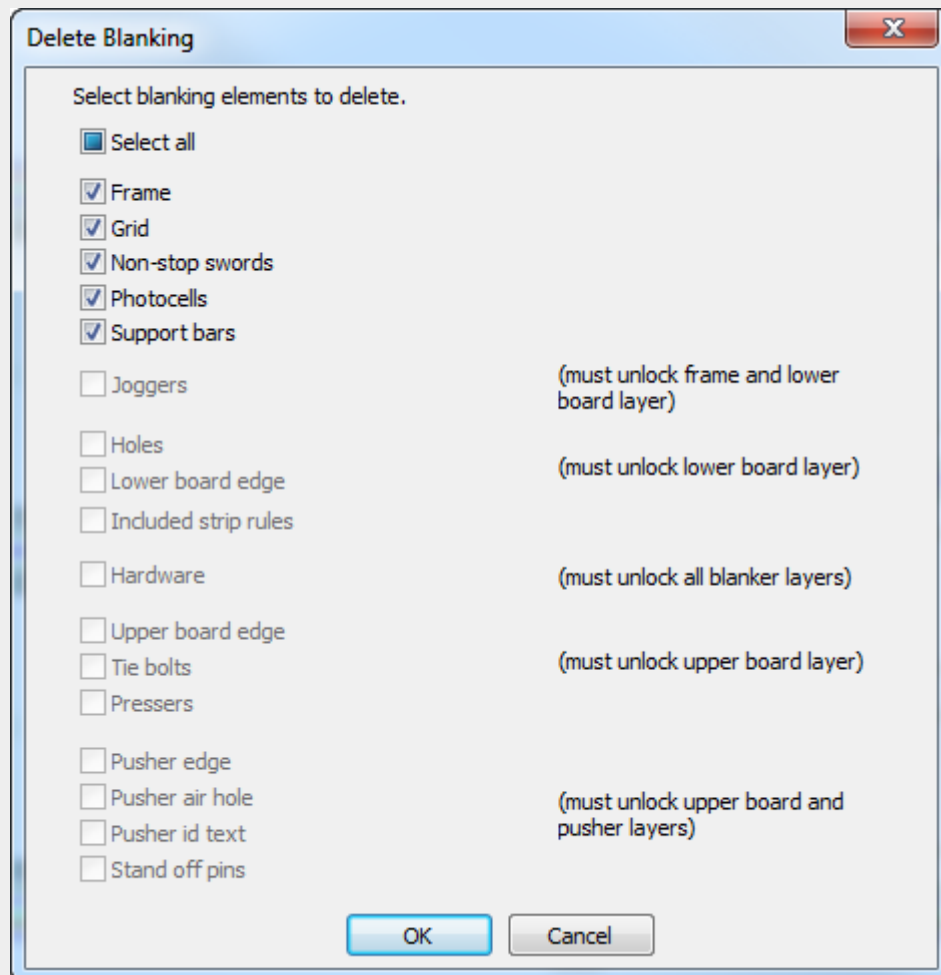 Delete Blanking
Select blanking elements to delete.
Select all
Frame
Grid
Non-stop swords
Photocells
Support bars
Joggers
(must unlock frame and lower
board layer)
Holes
Lower board edge
(must unlock lower board layer)
Included strip rules
Hardware
(must unlock all blanker layers)
Upper board edge
Tie bolts
(must unlock upper board layer)
Pressers
Pusher edge
Pusher air hole
Pusher id text
(must unlock upper board and
pusher layers)
Stand off pins
OK
Cancel